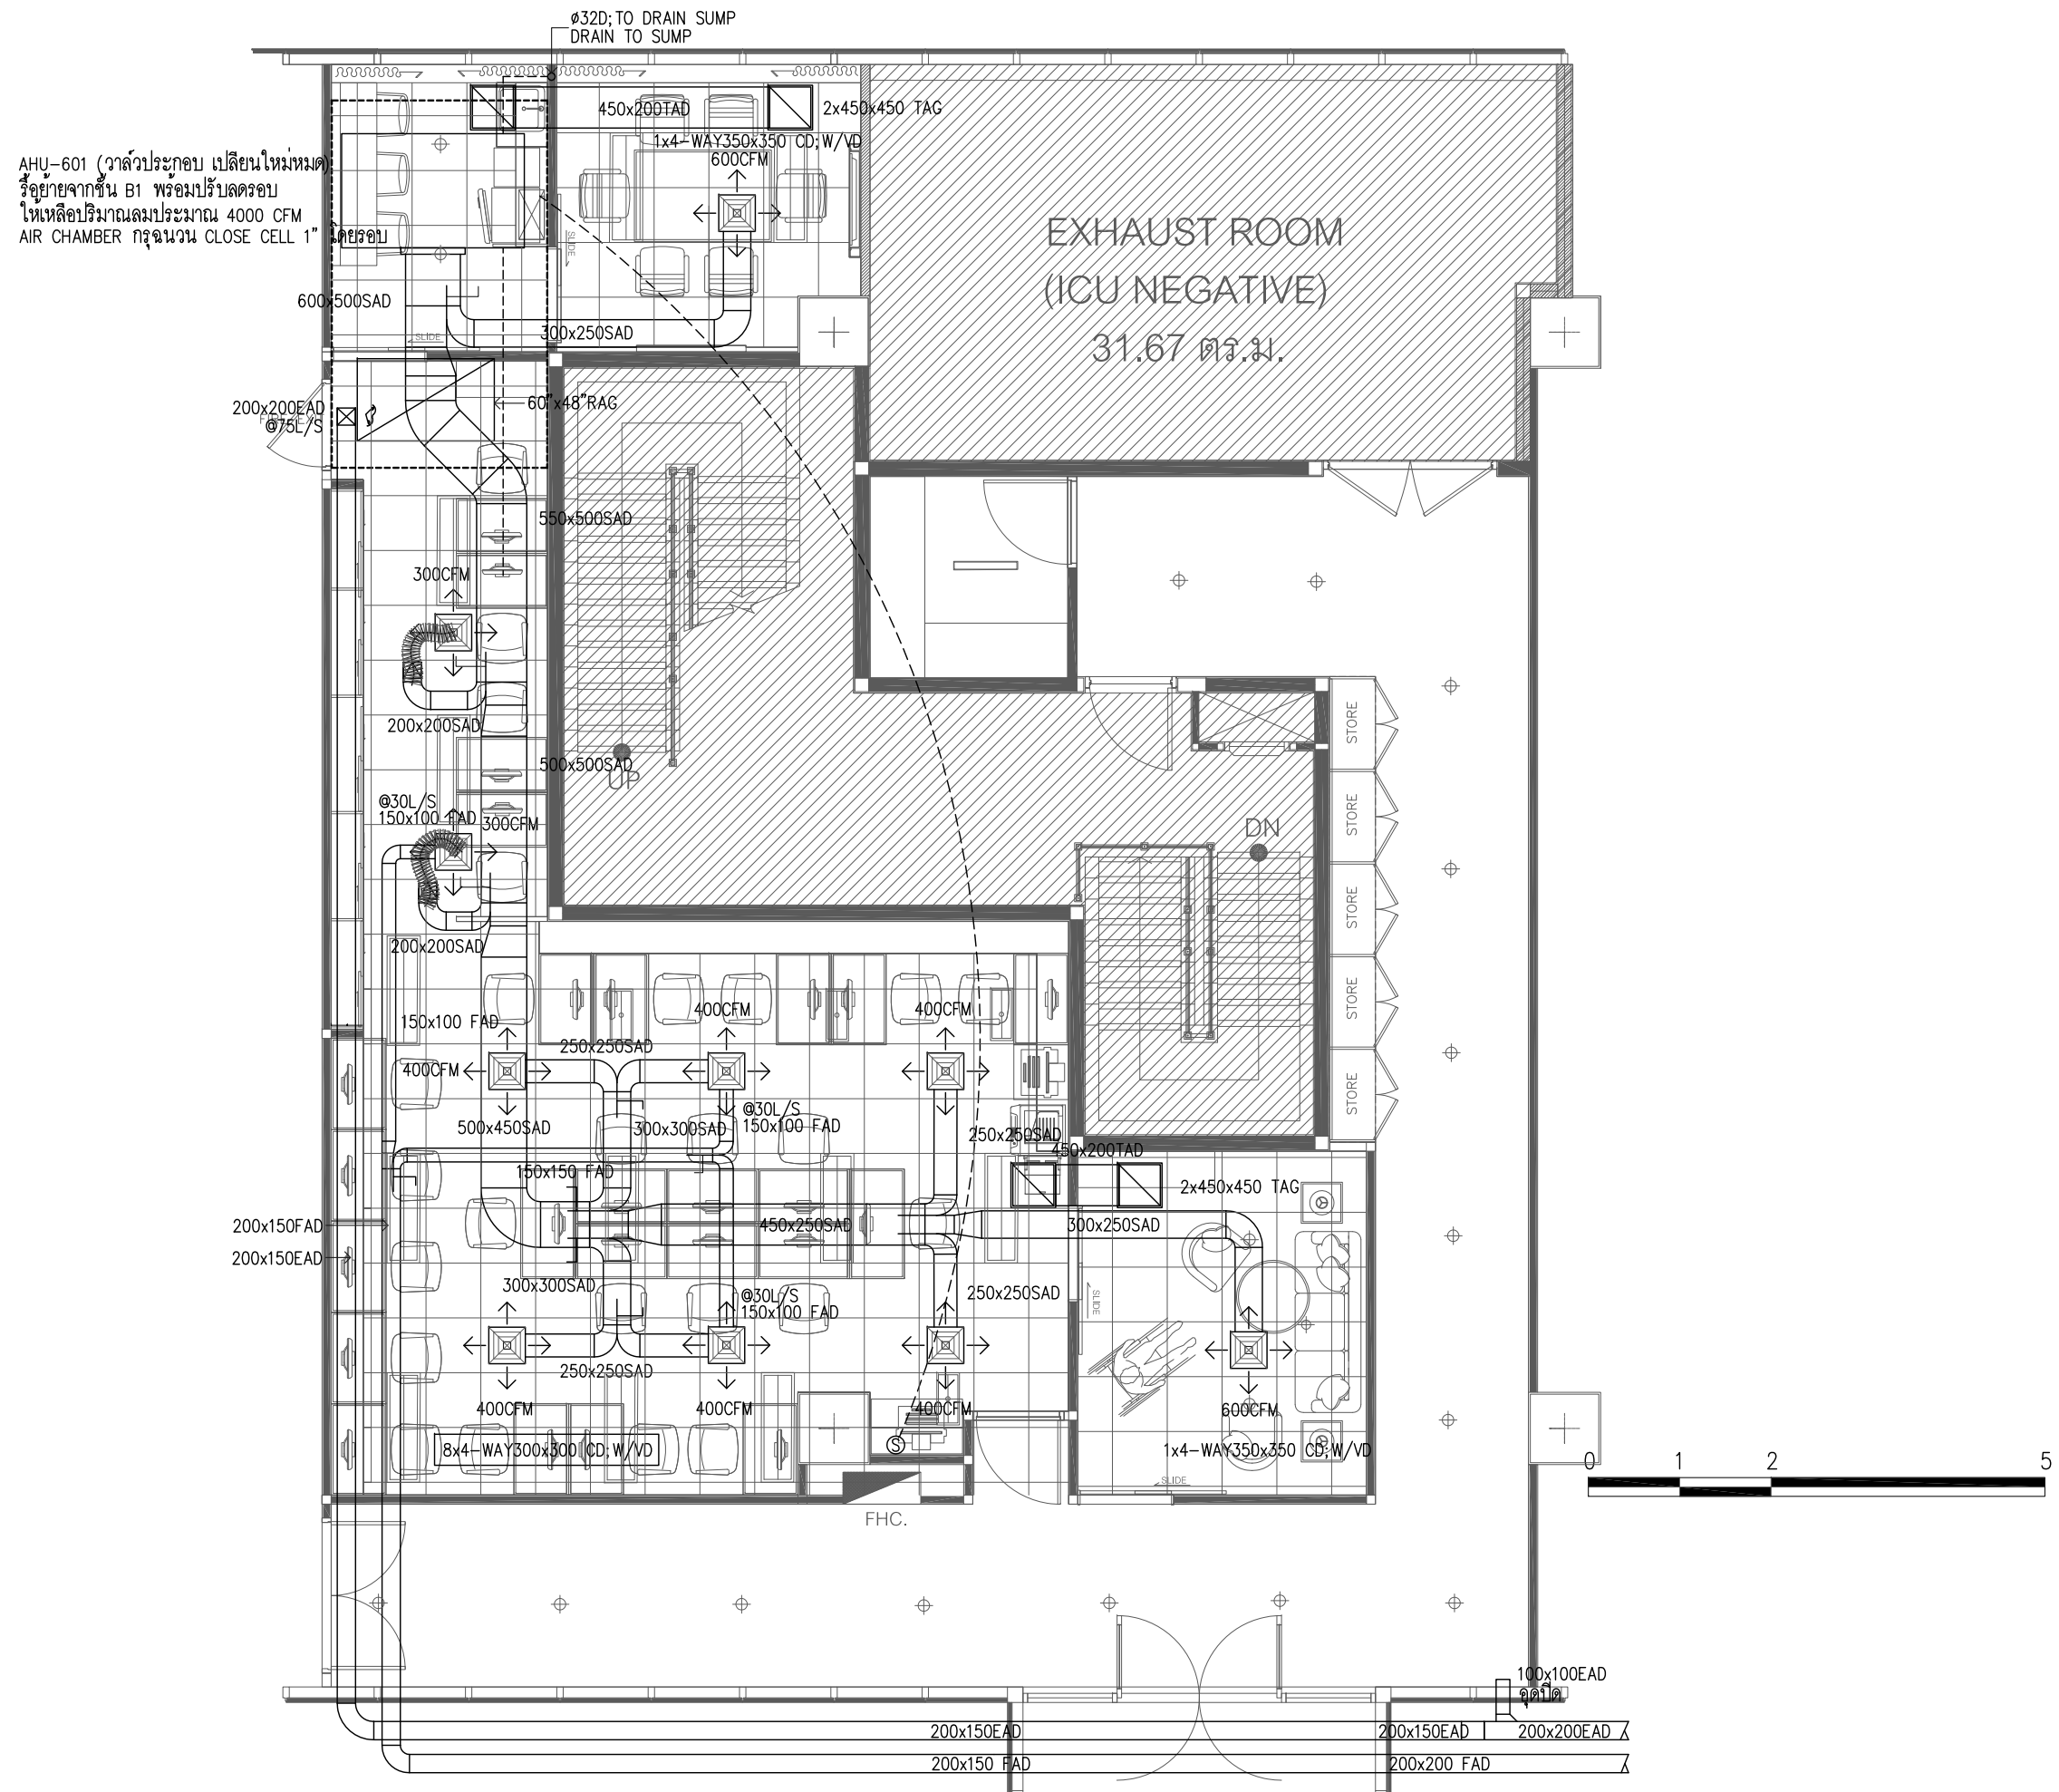 ø32D;TO DRAIN SUMP
DRAIN TO SUMP
450x200TAD
2x450x450 TAG
1x4-WAY350x350 CD;W/VD
600CFM
AHU-601 (วาล์วประกอบ เปลี่ยนใหม่หมด)
รื้อย้ายจากชั้น B1 พร้อมปรับลดรอบ
ให้เหลือปริมาณลมประมาณ 4000 CFM
AIR CHAMBER กรุฉนวน CLOSE CELL 1" โดยรอบ
EXHAUST ROOM
(ICU NEGATIVE)
31.67 ตร.ม.
SLIDE
600x500SAD
300x250SAD
SLIDE
60"x48"RAG
200x200EAD
@75L/S
550x500SAD
300CFM
200x200SAD
500x500SAD
UP
STORE
STORE
STORE
STORE
STORE
@30L/S
150x100 FAD
300CFM
DN
200x200SAD
150x100 FAD
400CFM
400CFM
250x250SAD
400CFM
500x450SAD
300x300SAD
@30L/S
150x100 FAD
250x250SAD
450x200TAD
150x150 FAD
2x450x450 TAG
200x150FAD
450x250SAD
300x250SAD
200x150EAD
300x300SAD
@30L/S
150x100 FAD
250x250SAD
SLIDE
250x250SAD
400CFM
400CFM
400CFM
600CFM
8x4-WAY300x300 CD;W/VD
S
1x4-WAY350x350 CD;W/VD
SLIDE
0 1 2 5
FHC.
100x100EAD
อุดปิด
200x150EAD
200x150EAD
200x200EAD
200x150 FAD
200x200 FAD